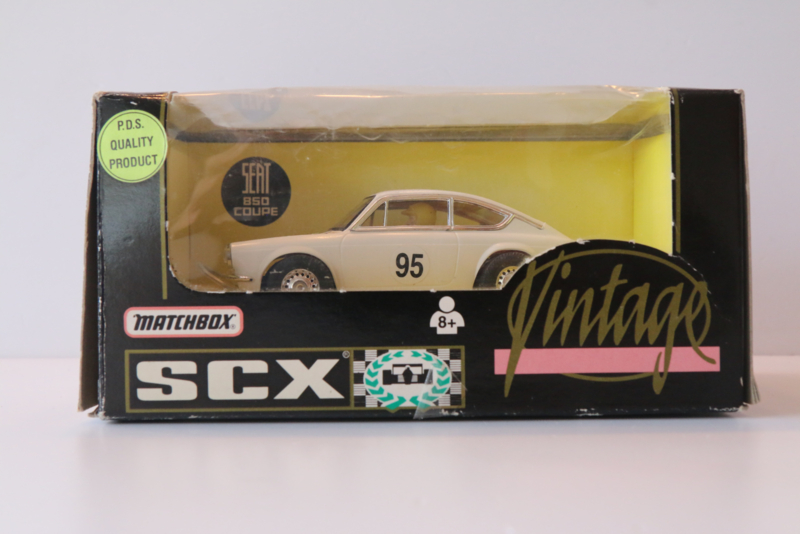 P.D.S.
QUALITY
PRODUCT
SEAT
850
COUPE
95
MATCHBOX
8+
Vintage
SCX